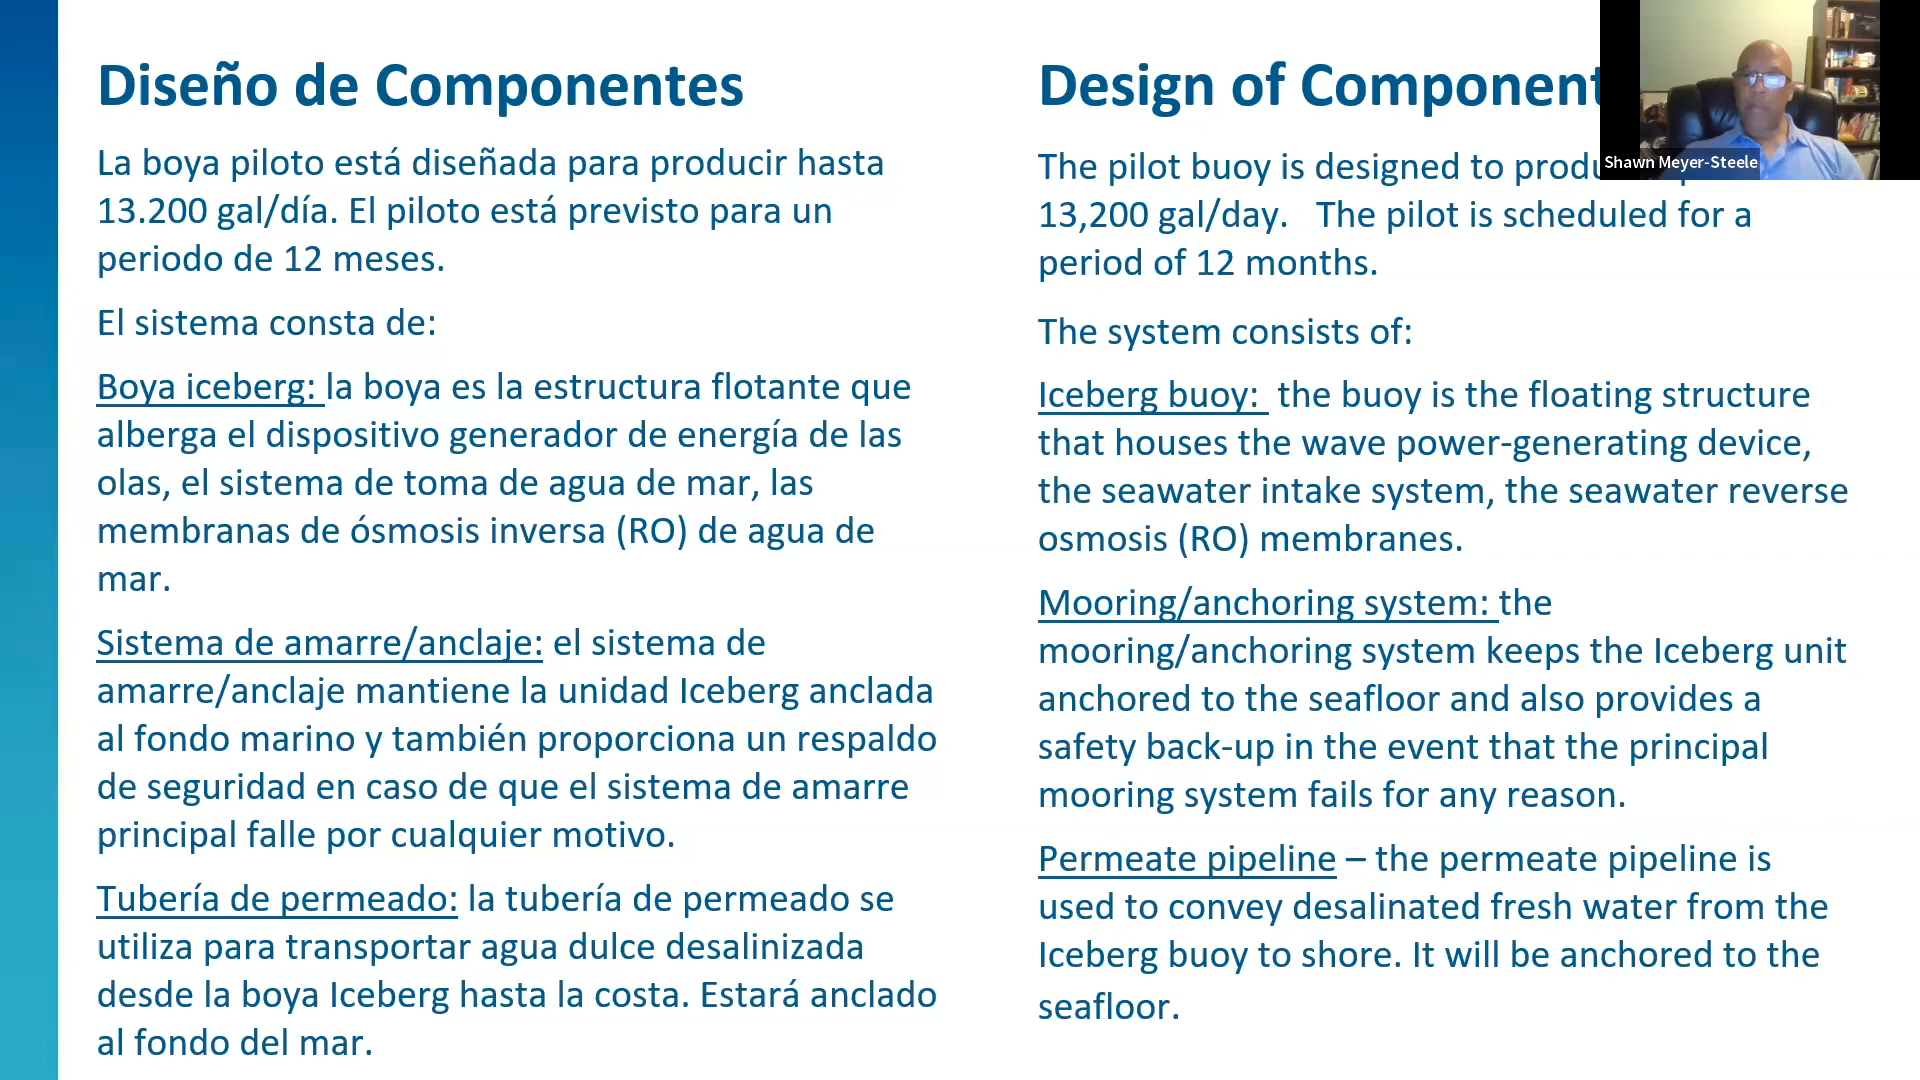 Diseño de Componentes
La boya piloto está diseñada para producir hasta
13.200 gal/día. El piloto está previsto para un
periodo de 12 meses.
El sistema consta de:
Boya iceberg: la boya es la estructura flotante que
alberga el dispositivo generador de energía de las
olas, el sistema de toma de agua de mar, las
membranas de ósmosis inversa (RO) de agua de
mar.
Sistema de amarre/anclaje: el sistema de
amarre/anclaje mantiene la unidad Iceberg anclada
al fondo marino y también proporciona un respaldo
de seguridad en caso de que el sistema de amarre
principal falle por cualquier motivo.
Tubería de permeado: la tubería de permeado se
utiliza para transportar agua dulce desalinizada
desde la boya Iceberg hasta la costa. Estará anclado
al fondo del mar.
Design of Component
The pilot buoy is designed to produ
13,200 gal/day. The pilot is scheduled for a
period of 12 months.
The system consists of:
Iceberg buoy: the buoy is the floating structure
that houses the wave power-generating device,
the seawater intake system, the seawater reverse
osmosis (RO) membranes.
Mooring/anchoring system: the
mooring/anchoring system keeps the Iceberg unit
anchored to the seafloor and also provides a
safety back-up in the event that the principal
mooring system fails for any reason.
Permeate pipeline – the permeate pipeline is
used to convey desalinated fresh water from the
Iceberg buoy to shore. It will be anchored to the
seafloor.
Shawn Meyer-Steele